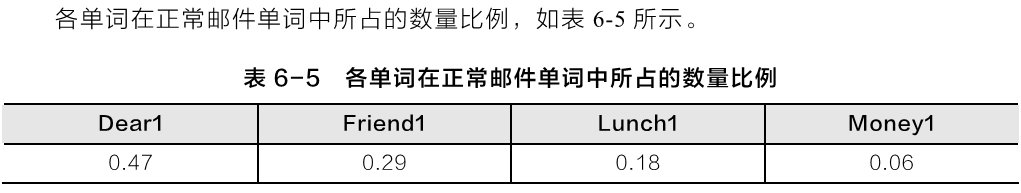 各单词在正常邮件单词中所占的数量比例，如表 6-5 所示。
表 6-5 各单词在正常邮件单词中所占的数量比例
Dear1 Friend1 Lunch1 Money1
0.47 0.29 0.18 0.06